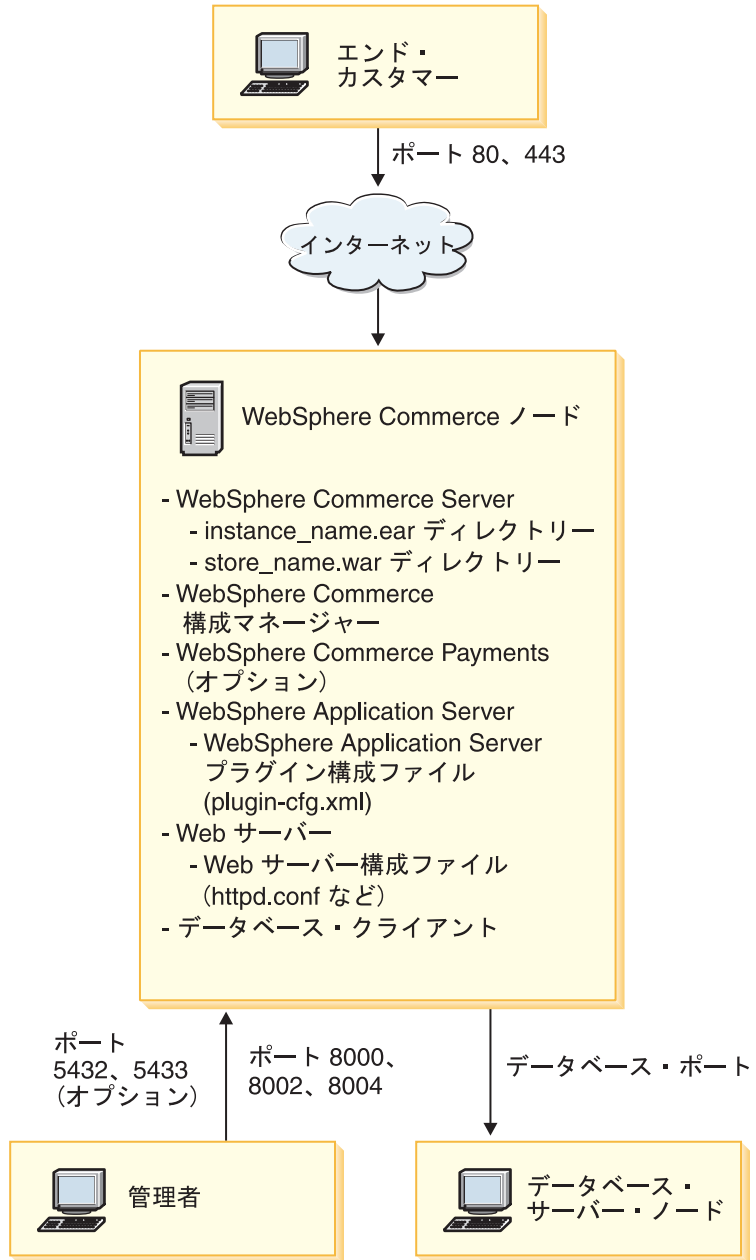 エンド・
カスタマー
ポート 80、443
インターネット
WebSphere Commerce ノード
- WebSphere Commerce Server
- instance_name.ear ディレクトリー
- store_name.war ディレクトリー
- WebSphere Commerce
構成マネージャー
- WebSphere Commerce Payments
(オプション)
- WebSphere Application Server
- WebSphere Application Server
プラグイン構成ファイル
(plugin-cfg.xml)
- Web サーバー
- Web サーバー構成ファイル
(httpd.conf など)
- データベース・クライアント
ポート
5432、5433
(オプション)
ポート 8000、
8002、8004
データベース・ポート
管理者
データベース・
サーバー・ノード